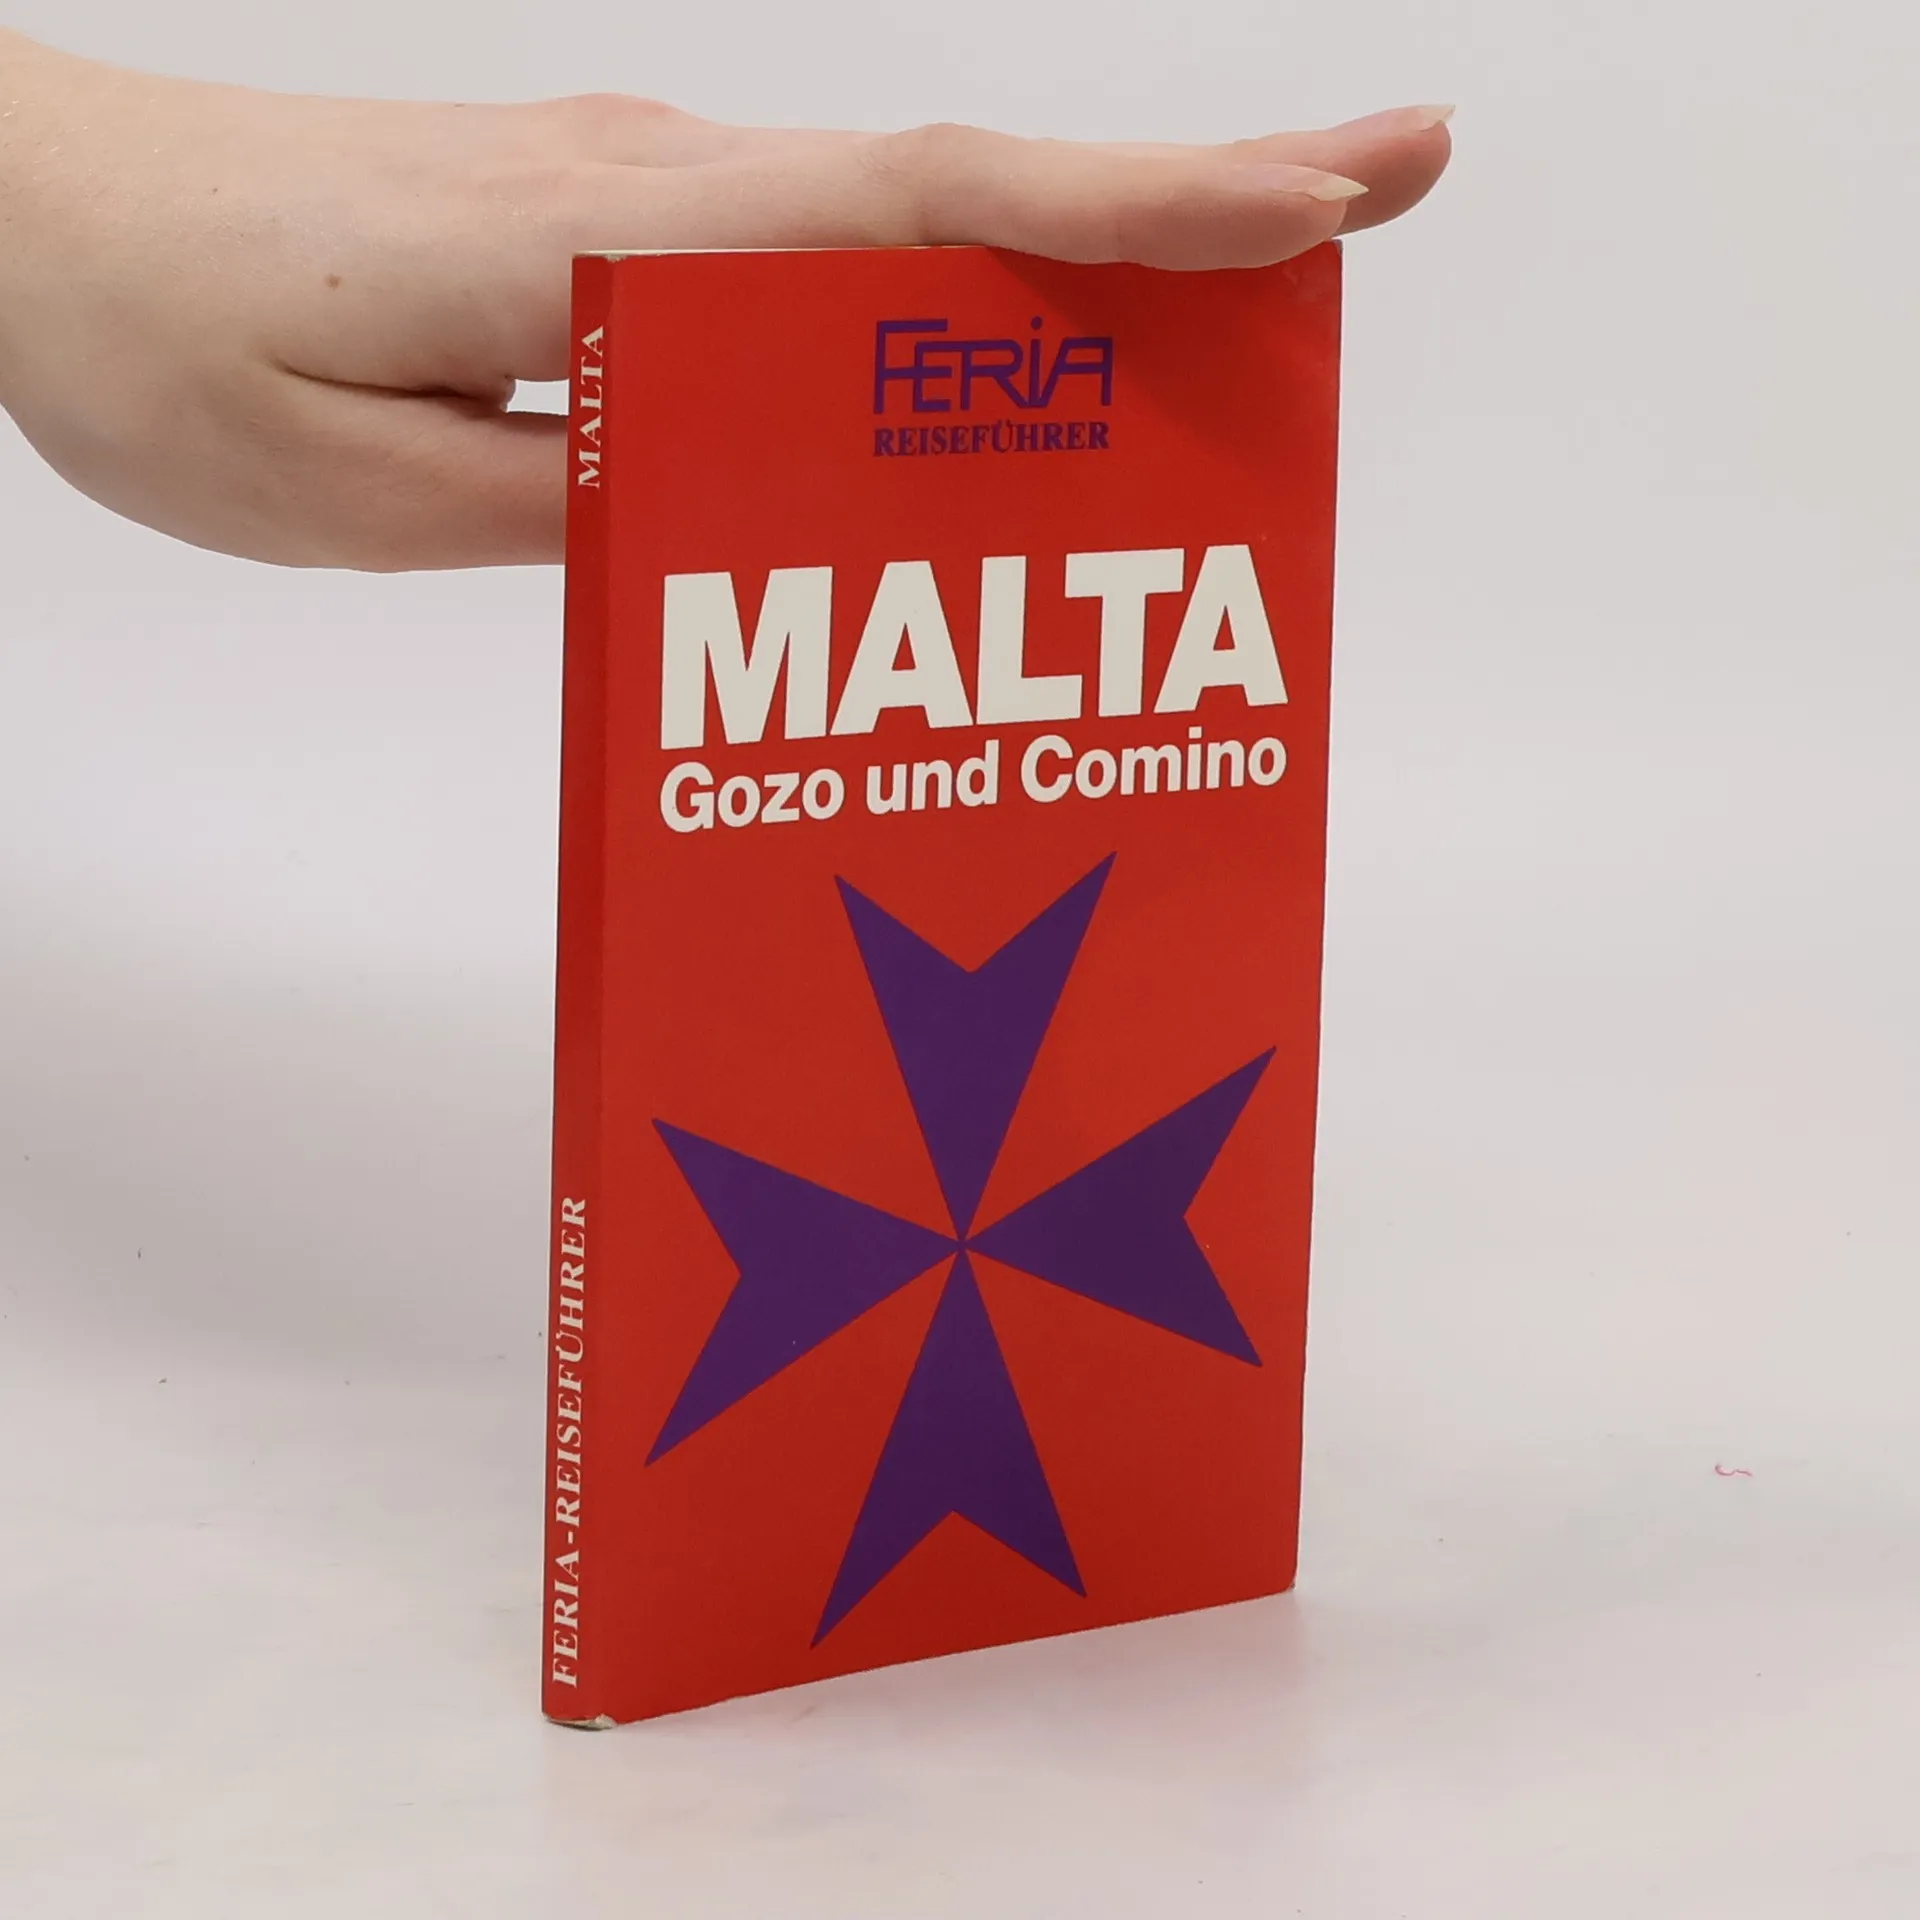 FERIA
REISEFÜHRER
MALTA
Gozo und Comino
MALTA
FERIA-REISEFÜHRER